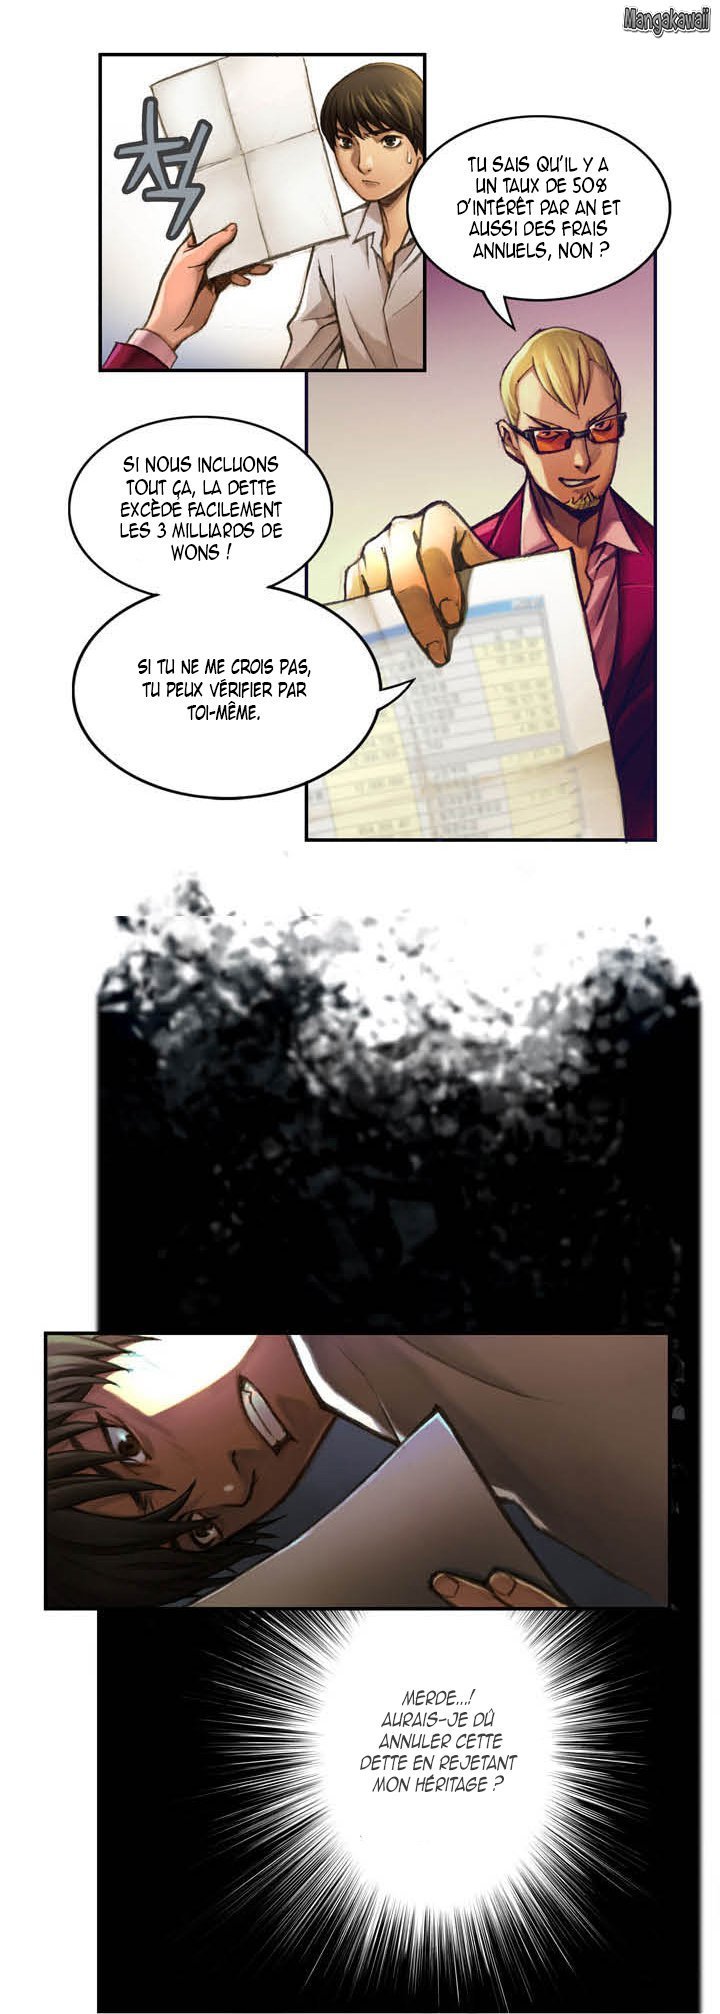 Mangakawaii
척
TU SAIS QU'IL Y A
UN TAUX DE 50%
D'INTÉRÊT PAR AN ET
AUSSI DES FRAIS
ANNUELS, NON ?
SI NOUS INCLUONS
TOUT ÇA, LA DETTE
EXCÈDE FACILEMENT
LES 3 MILLIARDS DE
WONS !
SI TU NE ME CROIS PAS,
TU PEUX VÉRIFIER PAR
TOI-MÊME.
MERDE...!
AURAIS-JE DÛ
ANNULER CETTE
DETTE EN REJETANT
MON HÉRITAGE ?